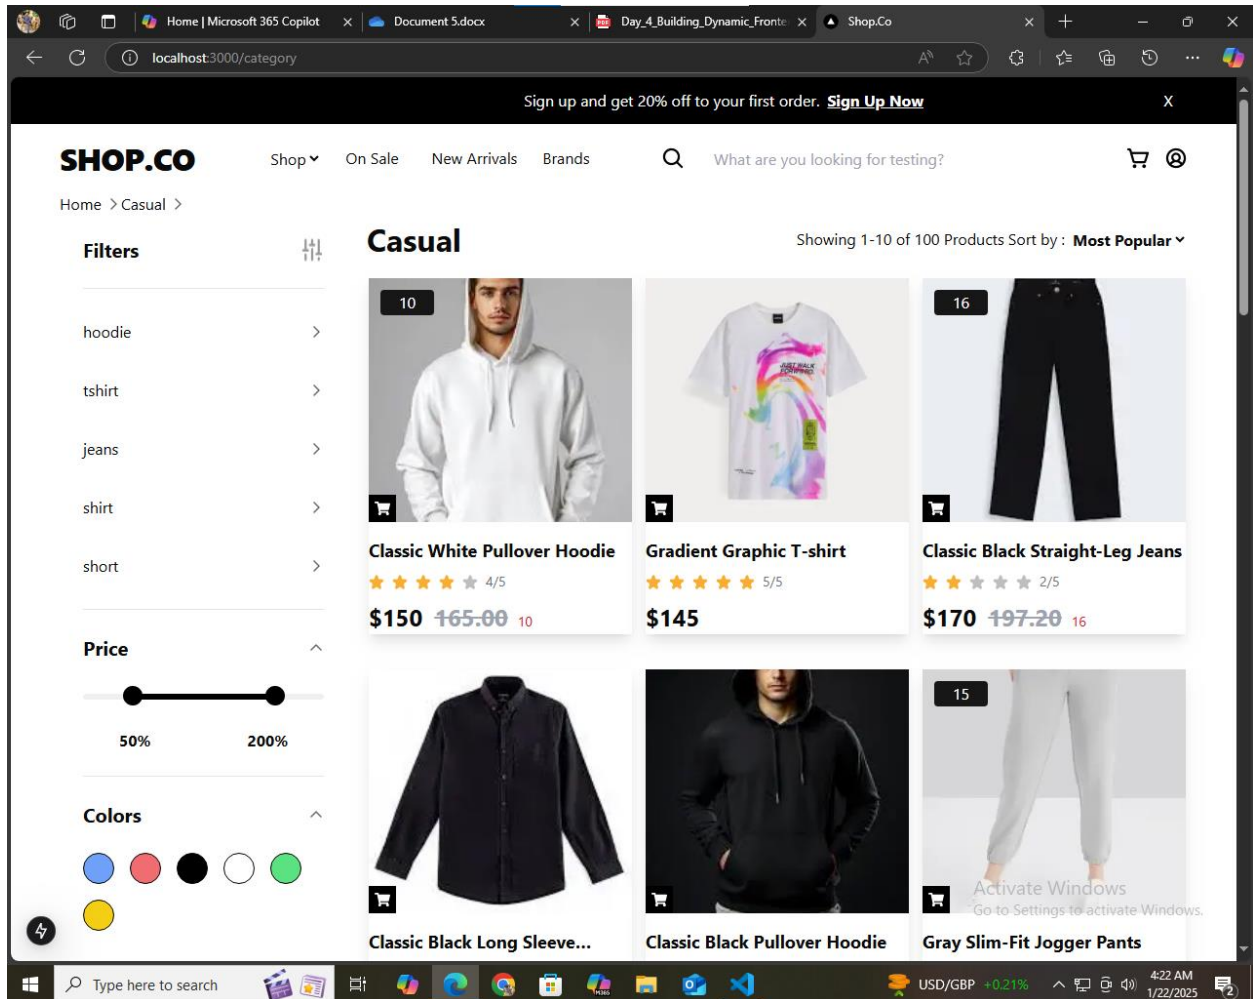 Home | Microsoft 365 Copilot
Document 5.docx
Day_4_Building_Dynamic_Fronte
Shop.Co
localhost:3000/category
Sign up and get 20% off to your first order. Sign Up Now X
SHOP.CO
Shop
On Sale
New Arrivals
Brands
What are you looking for testing?
Home > Casual >
Filters
hoodie
tshirt
jeans
shirt
short
Price
50% 200%
Colors
Casual
Showing 1-10 of 100 Products Sort by : Most Popular
10
JUST WALK
16
Classic White Pullover Hoodie
4/5
$150 165.00 10
Gradient Graphic T-shirt
5/5
$145
Classic Black Straight-Leg Jeans
2/5
$170 197.20 16
15
Classic Black Long Sleeve...
Classic Black Pullover Hoodie
Gray Slim-Fit Jogger Pants
Activate Windows
Go to Settings to activate Windows.
Type here to search
M365
USD/GBP +0.21%
4:22 AM
1/22/2025
2